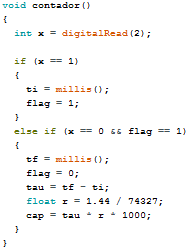 void contador()
{
int x = digitalRead(2);
if (x == 1)
{
ti = millis();
flag = 1;
}
else if (x == 0 && flag == 1)
{
tf = millis();
flag = 0;
tau = tf - ti;
float r = 1.44 / 74327;
cap = tau * r * 1000;
}
}